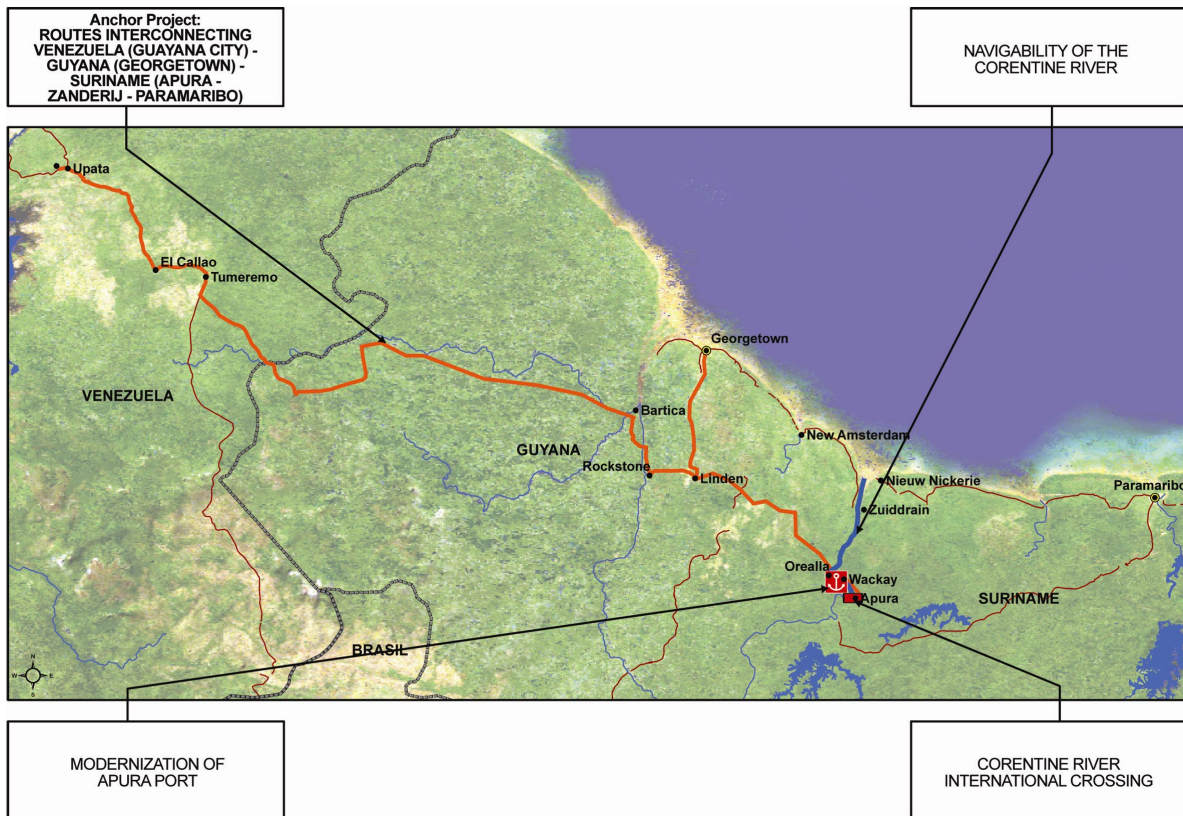 Anchor Project:
ROUTES INTERCONNECTING
VENEZUELA (GUAYANA CITY) -
GUYANA (GEORGETOWN) -
SURINAME (APURA -
ZANDERIJ - PARAMARIBO)
NAVIGABILITY OF THE
CORENTINE RIVER
Upata
El Callao
Tumeremo
Georgetown
VENEZUELA
Bartica
New Amsterdam
GUYANA
Rockstone
Linden
Nieuw Nickerie
Paramaribo
Zuiddrain
Orealla
Wackay
Apura
SURINAME
BRASIL
N
W E
S
MODERNIZATION OF
APURA PORT
CORENTINE RIVER
INTERNATIONAL CROSSING